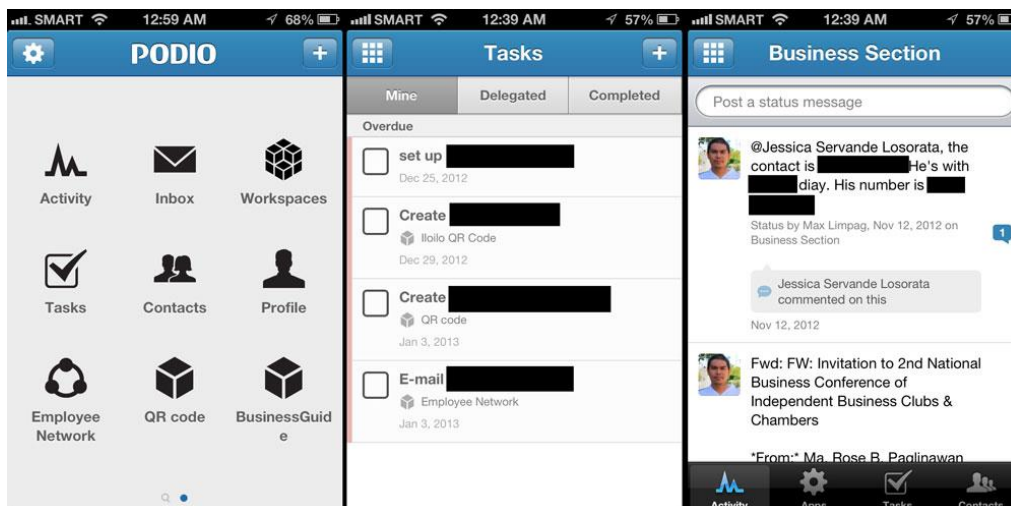 SMART 12:59 AM 68%
PODIO
+
Activity Inbox Workspaces
Tasks Contacts Profile
Employee Network QR code BusinessGuide
SMART 12:39 AM 57%
Tasks
+
Mine Delegated Completed
Overdue
set up
Dec 25, 2012
Create
Iloilo QR Code
Dec 29, 2012
Create
QR code
Jan 3, 2013
E-mail
Employee Network
Jan 3, 2013
SMART 12:39 AM 57%
Business Section
Post a status message
@Jessica Servande Losorata, the
contact is He's with
diay. His number is
Status by Max Limpag, Nov 12, 2012 on
Business Section
1
Jessica Servande Losorata
commented on this
Nov 12, 2012
Fwd: FW: Invitation to 2nd National
Business Conference of
Independent Business Clubs &
Chambers
*From:* Ma. Rose B. Paglinawan
Activity Apps Tasks Contacts